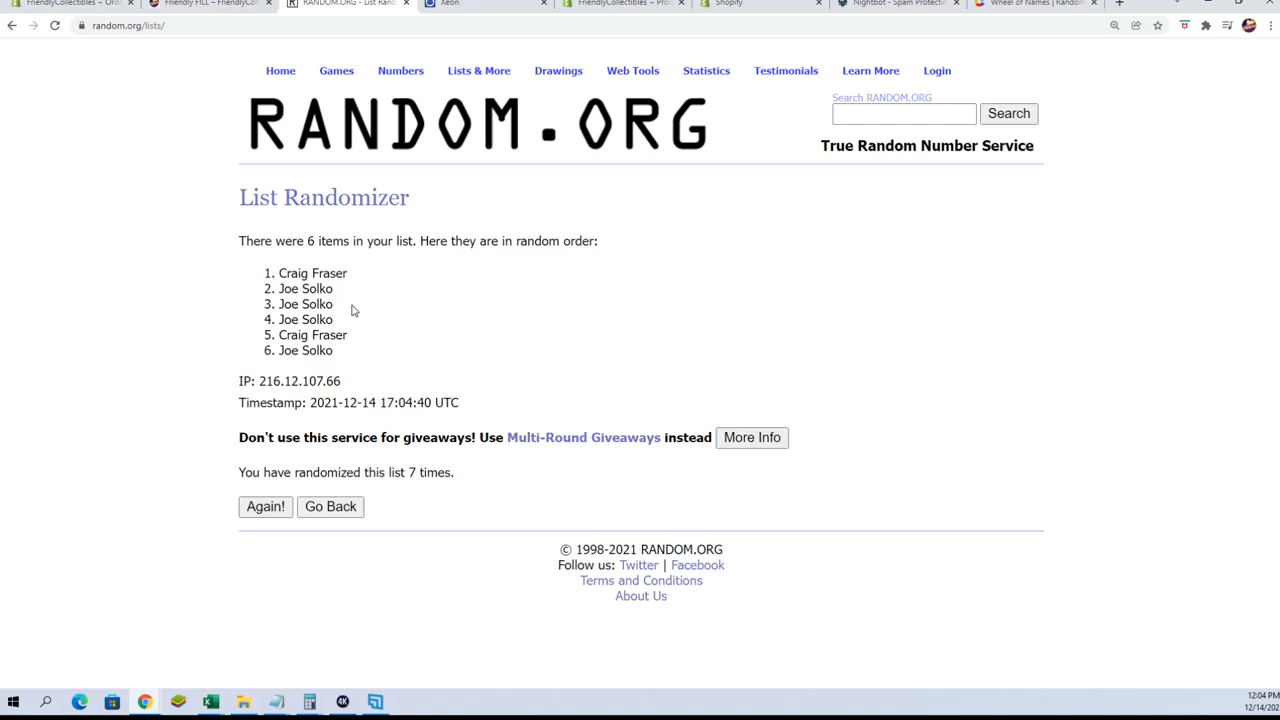 FriendlyCollectibles ~ Ord
Friendly FILL – FriendlyCol
RANDOM.ORG - List Rando
Xeon
FriendlyCollectibles ~ Pro
Shopify
Nightbot - Spam Protectio
Wheel of Names | Random
random.org/lists/
Home Games Numbers Lists & More Drawings Web Tools Statistics Testimonials Learn More Login
RANDOM.ORG
Search RANDOM.ORG
Search
True Random Number Service
List Randomizer
There were 6 items in your list. Here they are in random order:
1. Craig Fraser
2. Joe Solko
3. Joe Solko
4. Joe Solko
5. Craig Fraser
6. Joe Solko
IP: 216.12.107.66
Timestamp: 2021-12-14 17:04:40 UTC
Don't use this service for giveaways! Use Multi-Round Giveaways instead More Info
You have randomized this list 7 times.
Again! Go Back
© 1998-2021 RANDOM.ORG
Follow us: Twitter | Facebook
Terms and Conditions
About Us
4K
12:04 PM
12/14/202